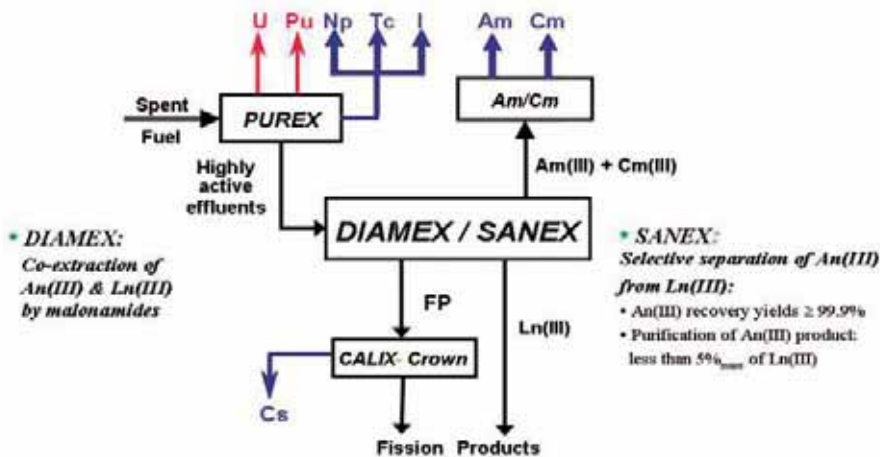 U Pu Np Tc I
Am Cm
Spent
Fuel
PUREX
Am/Cm
Highly
active
effluents
Am(III) + Cm(III)
DIAMEX / SANEX
• DIAMEX:
Co-extraction of
An(III) & Ln(III)
by malonamides
• SANEX:
Selective separation of An(III)
from Ln(III):
• An(III) recovery yields ≥ 99.9%
• Purification of An(III) product:
less than 5% of Ln(III)
FP
Ln(III)
CALIX- Crown
Cs
Fission Products